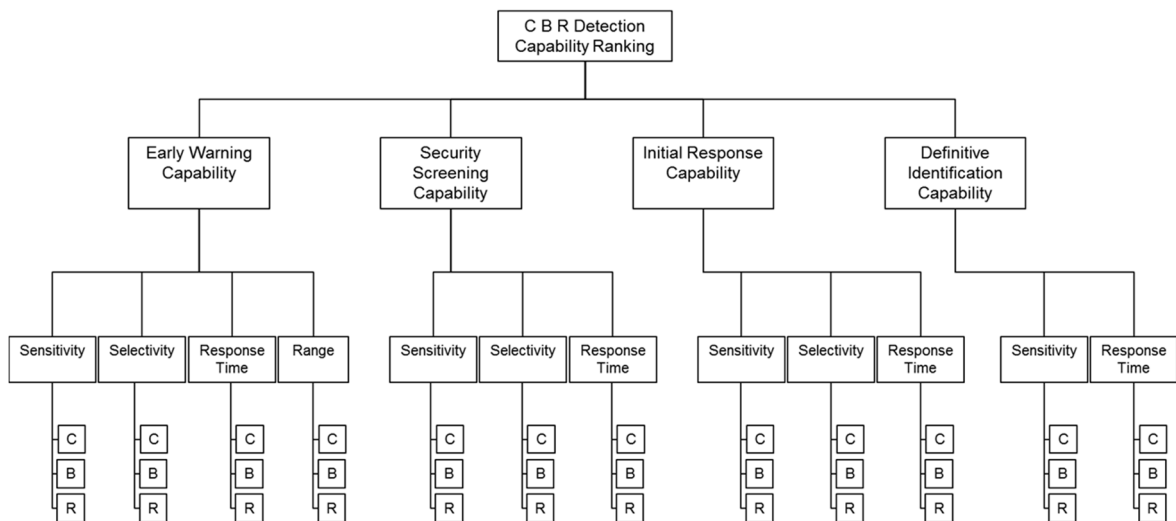 C B R Detection
Capability Ranking
Early Warning
Capability
Security
Screening
Capability
Initial Response
Capability
Definitive
Identification
Capability
Sensitivity
Selectivity
Response
Time
Range
Sensitivity
Selectivity
Response
Time
Sensitivity
Selectivity
Response
Time
Sensitivity
Response
Time
C
C
C
C
C
C
C
C
C
C
C
C
B
B
B
B
B
B
B
B
B
B
B
B
R
R
R
R
R
R
R
R
R
R
R
R